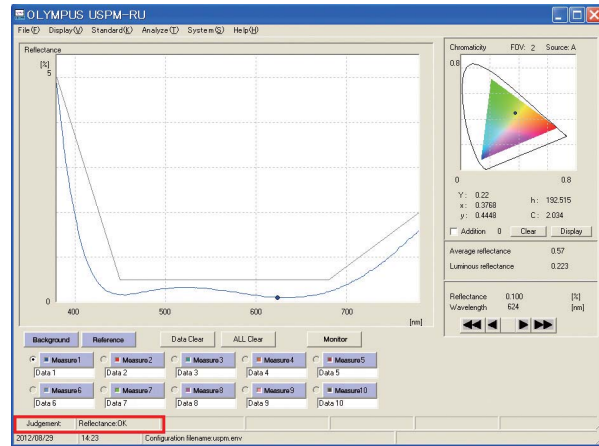 OLYMPUS USPM-RU
File(F) Display(V) Standard(K) Analyze(T) System(S) Help(H)
Reflectance
[%]
5
0
400 500 600 700
[nm]
Chromaticity FOV: 2 Source: A
0.8
0 0.8
Y: 0.22
x: 0.3768
y: 0.4448
h: 192.515
C: 2.034
Addition 0 Clear Display
Average reflectance 0.57
Luminous reflectance 0.223
Reflectance 0.100 [%]
Wavelength 624 [nm]
Background Reference Data Clear ALL Clear Monitor
Measure1 Measure2 Measure3 Measure4 Measure5
Data 1 Data 2 Data 3 Data 4 Data 5
Measure6 Measure7 Measure8 Measure9 Measure10
Data 6 Data 7 Data 8 Data 9 Data 10
Judgement: Reflectance:OK
2012/08/29 14:23 Configuration filename:uspm.env